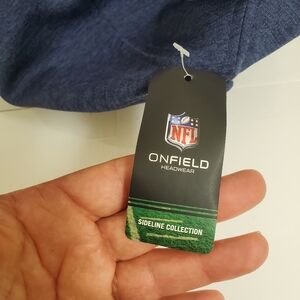 NFL
ONFIELD
HEADWEAR
SIDELINE COLLECTION